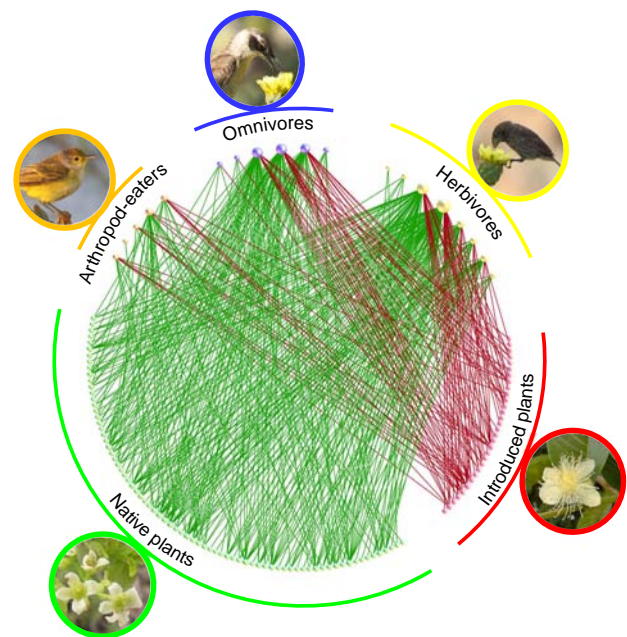 Omnivores
Herbivores
Arthropod-eaters
Introduced plants
Native plants